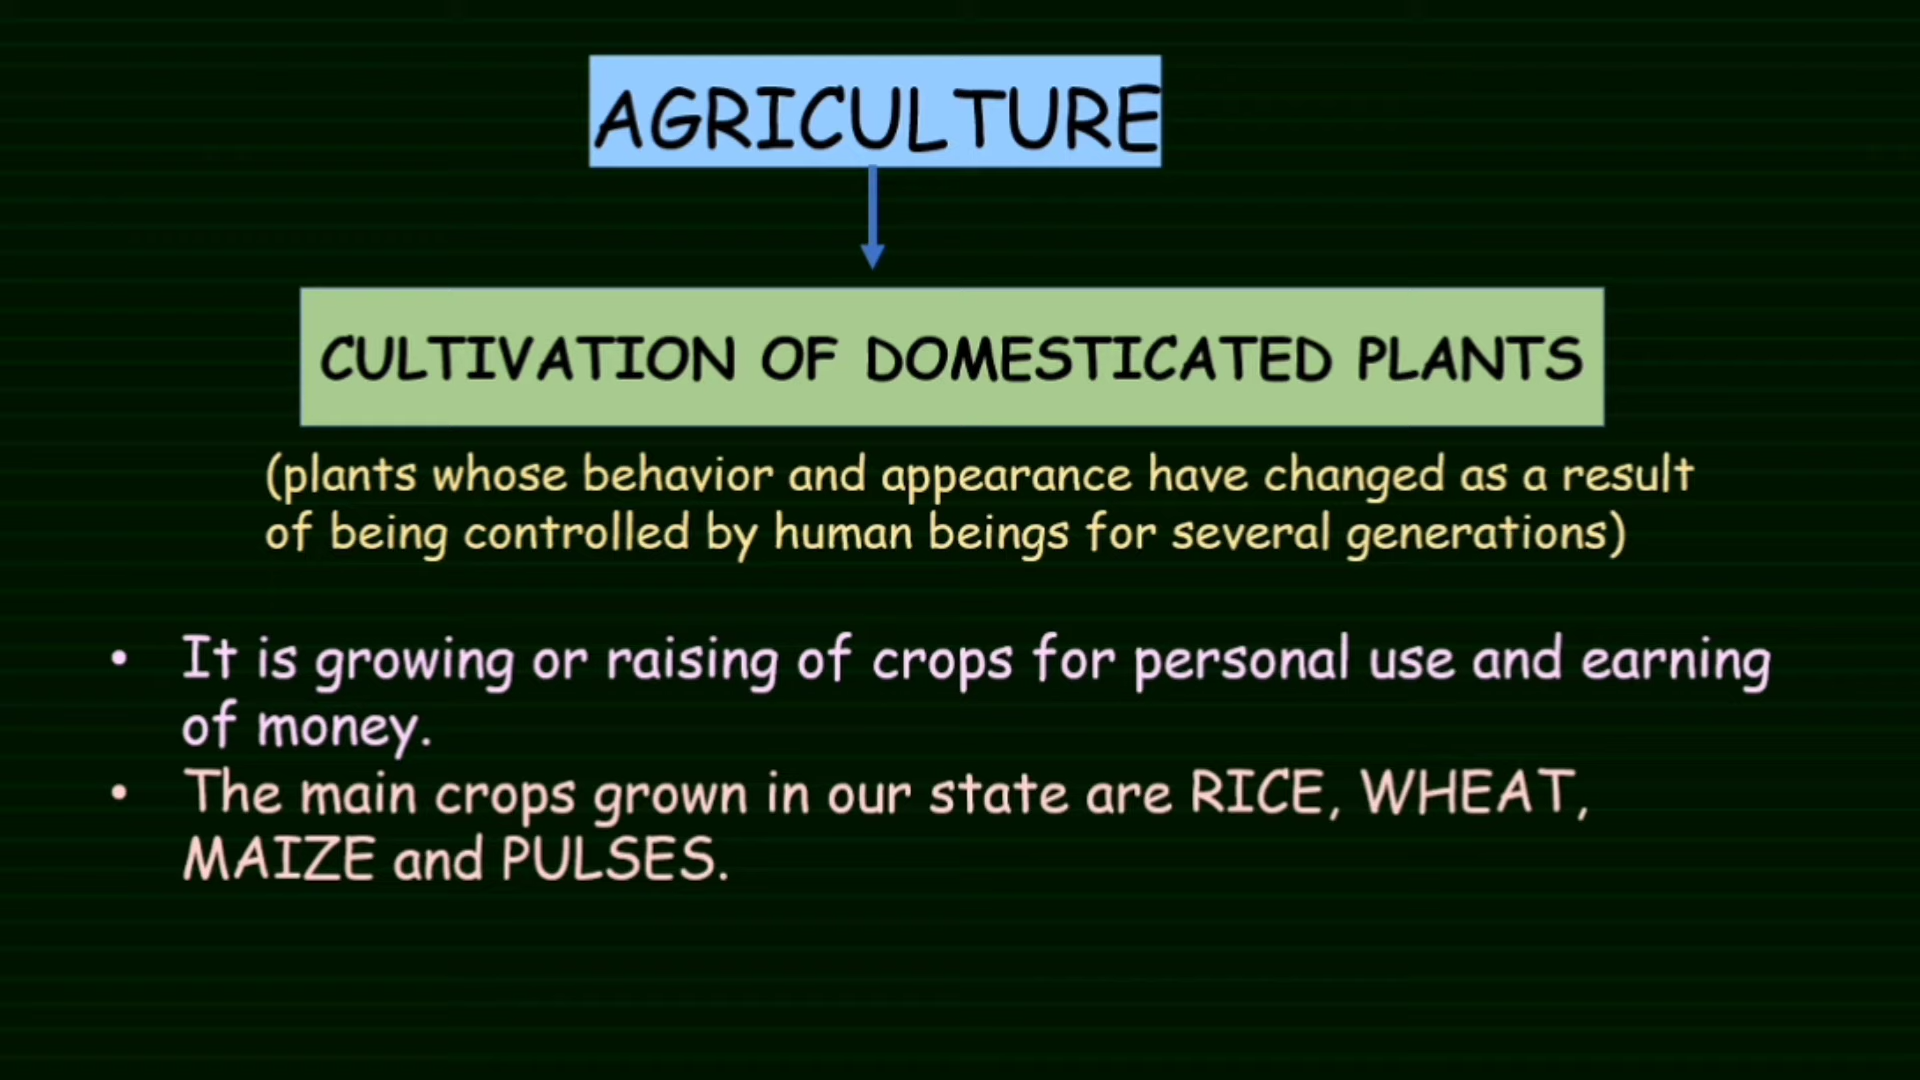 AGRICULTURE
CULTIVATION OF DOMESTICATED PLANTS
(plants whose behavior and appearance have changed as a result
of being controlled by human beings for several generations)
• It is growing or raising of crops for personal use and earning
of money.
• The main crops grown in our state are RICE, WHEAT,
MAIZE and PULSES.